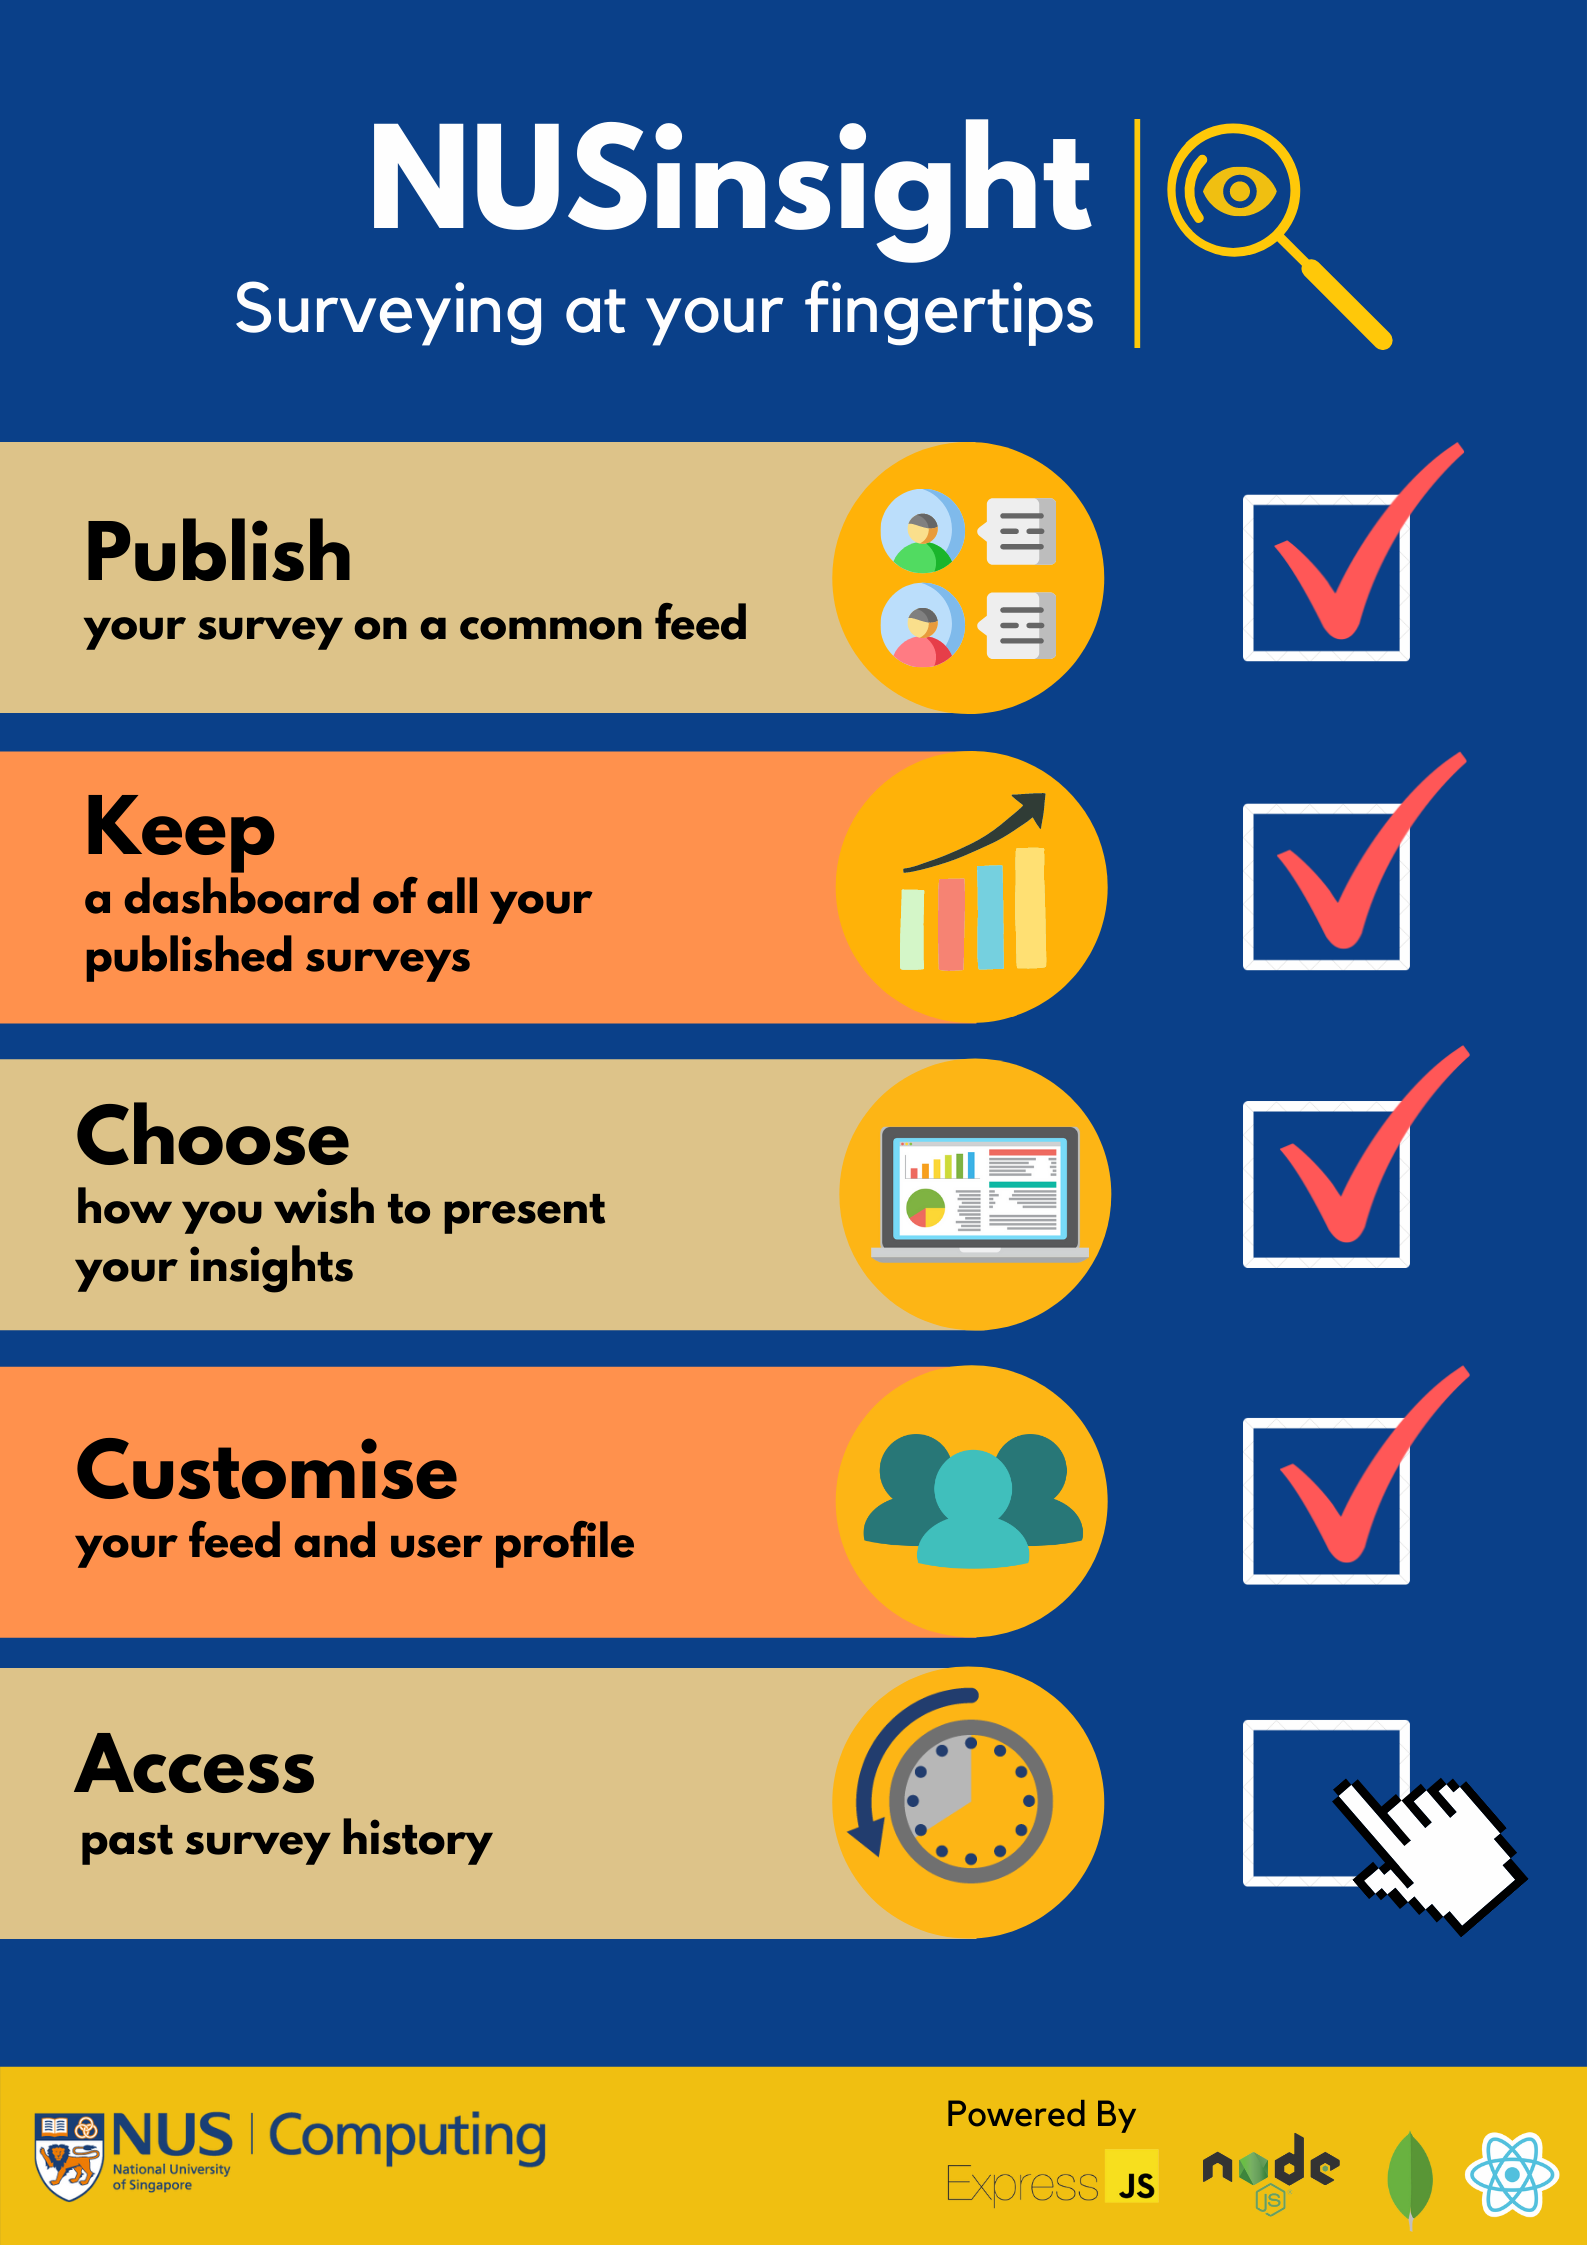 NUSinsight
Surveying at your fingertips
Publish
your survey on a common feed
Keep
a dashboard of all your
published surveys
Choose
how you wish to present
your insights
Customise
your feed and user profile
Access
past survey history
NUS | Computing
National University
of Singapore
Powered By
Express JS
node
JS